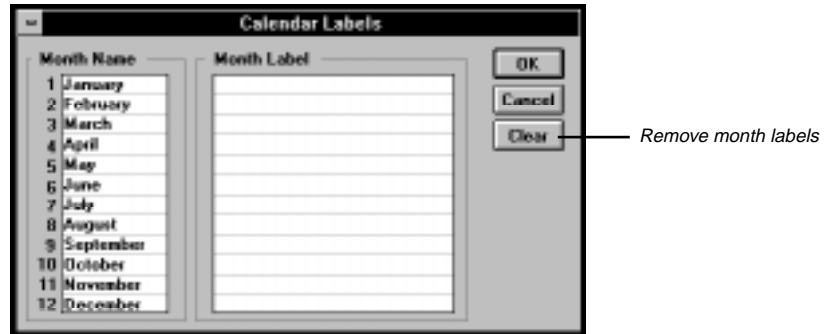 Calendar Labels
Month Name
Month Label
1 January
2 February
3 March
4 April
5 May
6 June
7 July
8 August
9 September
10 October
11 November
12 December
OK
Cancel
Clear
Remove month labels